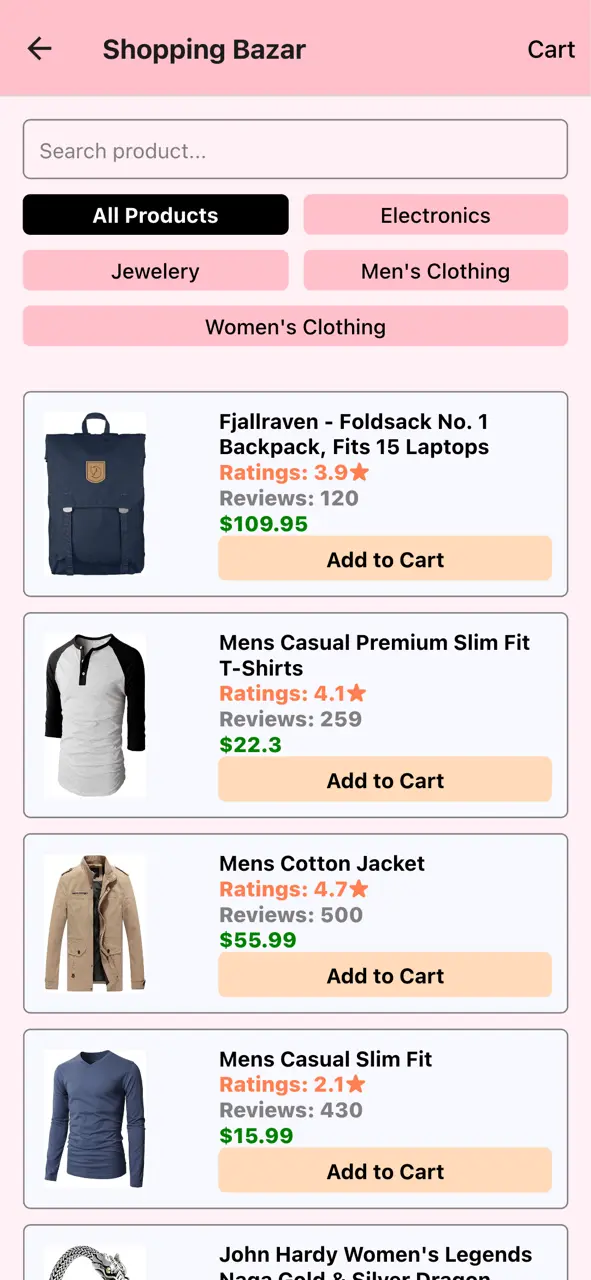 Shopping Bazar
Cart
Search product...
All Products
Electronics
Jewelery
Men's Clothing
Women's Clothing
Fjallraven - Foldsack No. 1
Backpack, Fits 15 Laptops
Ratings: 3.9★
Reviews: 120
$109.95
Add to Cart
Mens Casual Premium Slim Fit
T-Shirts
Ratings: 4.1★
Reviews: 259
$22.3
Add to Cart
Mens Cotton Jacket
Ratings: 4.7★
Reviews: 500
$55.99
Add to Cart
Mens Casual Slim Fit
Ratings: 2.1★
Reviews: 430
$15.99
Add to Cart
John Hardy Women's Legends
Naga Gold & Silver Dragon